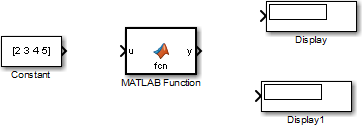 [2 3 4 5]
Constant
u
y
fcn
MATLAB Function
Display
Display1